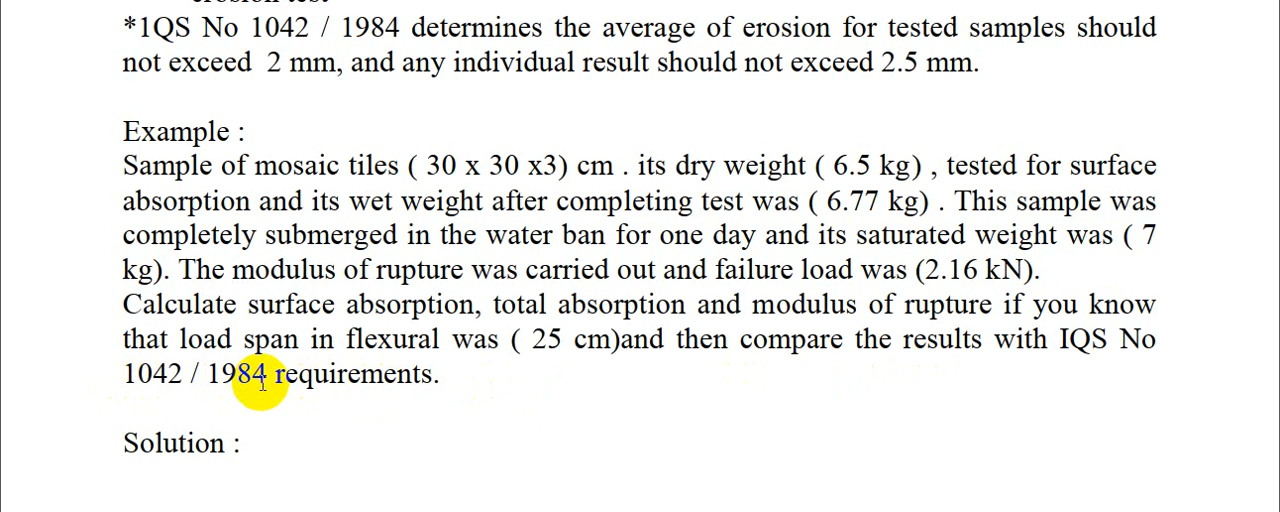 *1QS No 1042 / 1984 determines the average of erosion for tested samples should
not exceed 2 mm, and any individual result should not exceed 2.5 mm.
Example :
Sample of mosaic tiles ( 30 x 30 x3) cm . its dry weight ( 6.5 kg) , tested for surface
absorption and its wet weight after completing test was ( 6.77 kg) . This sample was
completely submerged in the water ban for one day and its saturated weight was ( 7
kg). The modulus of rupture was carried out and failure load was (2.16 kN).
Calculate surface absorption, total absorption and modulus of rupture if you know
that load span in flexural was ( 25 cm)and then compare the results with IQS No
1042 / 1984 requirements.
Solution :